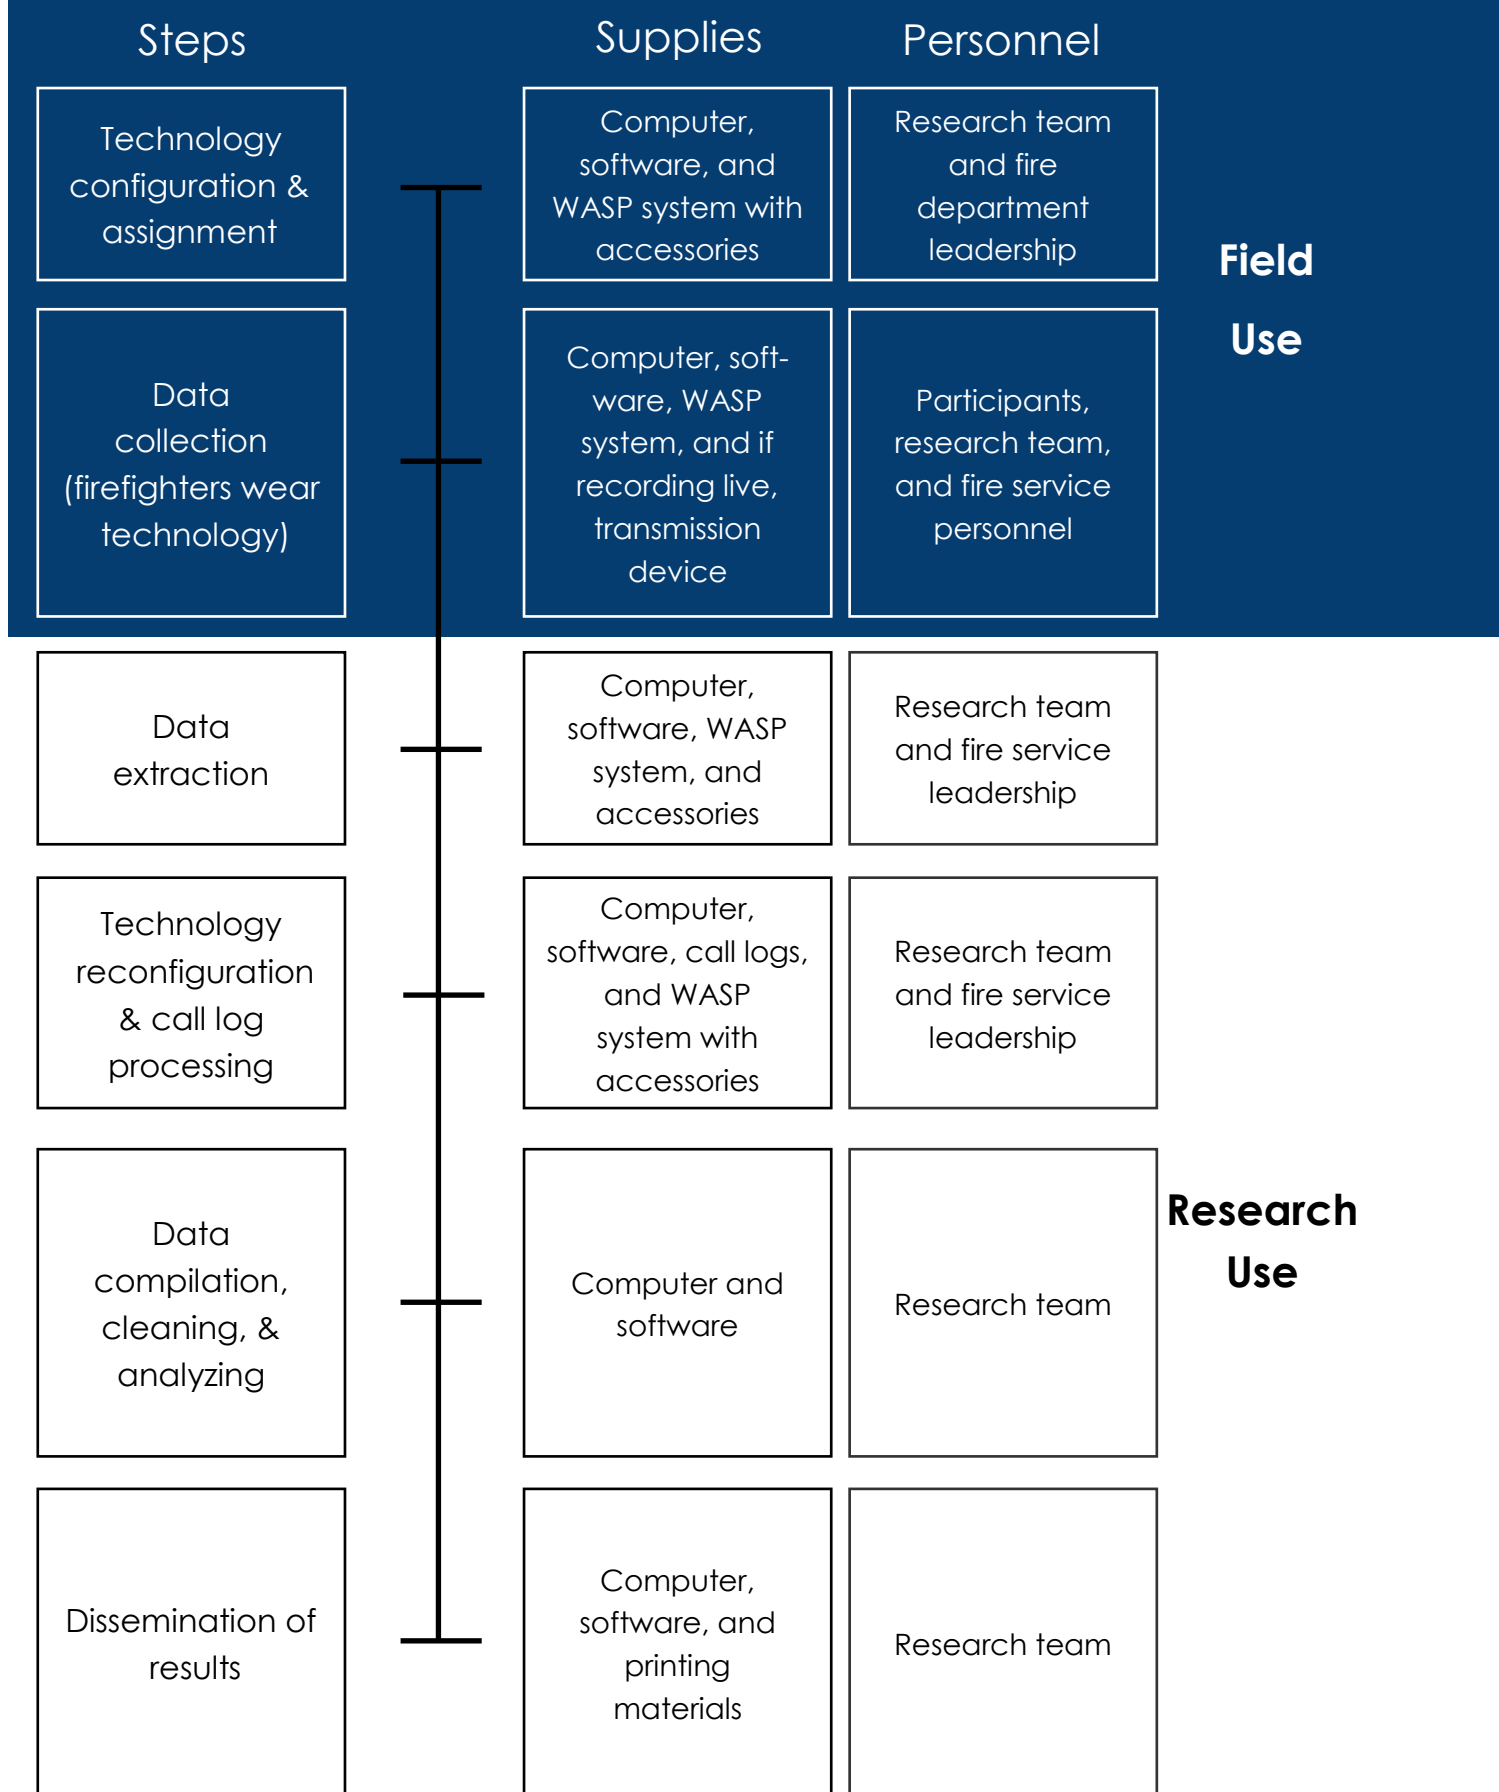 Steps
Supplies
Personnel
Technology
configuration &
assignment
Computer,
software, and
WASP system with
accessories
Research team
and fire
department
leadership
Field
Use
Data
collection
(firefighters wear
technology)
Computer, soft-
ware, WASP
system, and if
recording live,
transmission
device
Participants,
research team,
and fire service
personnel
Data
extraction
Computer,
software, WASP
system, and
accessories
Research team
and fire service
leadership
Technology
reconfiguration
& call log
processing
Computer,
software, call logs,
and WASP
system with
accessories
Research team
and fire service
leadership
Data
compilation,
cleaning, &
analyzing
Computer and
software
Research team
Research
Use
Dissemination of
results
Computer,
software, and
printing
materials
Research team